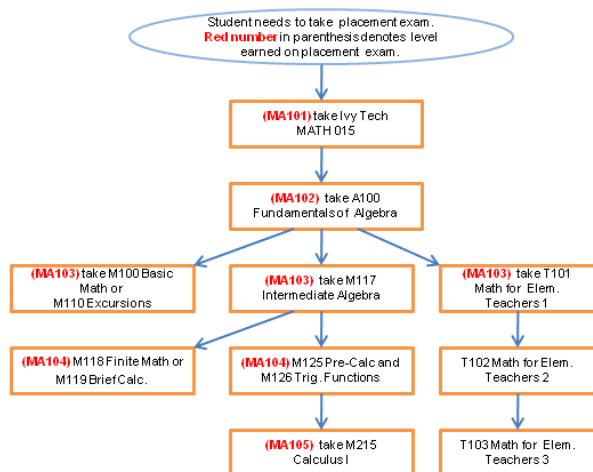 Student needs to take placement exam.
Red number in parenthesis denotes level
earned on placement exam.
(MA101) take Ivy Tech
MATH 015
(MA102) take A100
Fundamentals of Algebra
(MA103) take M100 Basic
Math or
M110 Excursions
(MA103) take M117
Intermediate Algebra
(MA103) take T101
Math for Elem.
Teachers 1
(MA104) M118 Finite Math or
M119 Brief Calc.
(MA104) M125 Pre-Calc and
M126 Trig. Functions
T102 Math for Elem.
Teachers 2
(MA105) take M215
Calculus I
T103 Math for Elem.
Teachers 3